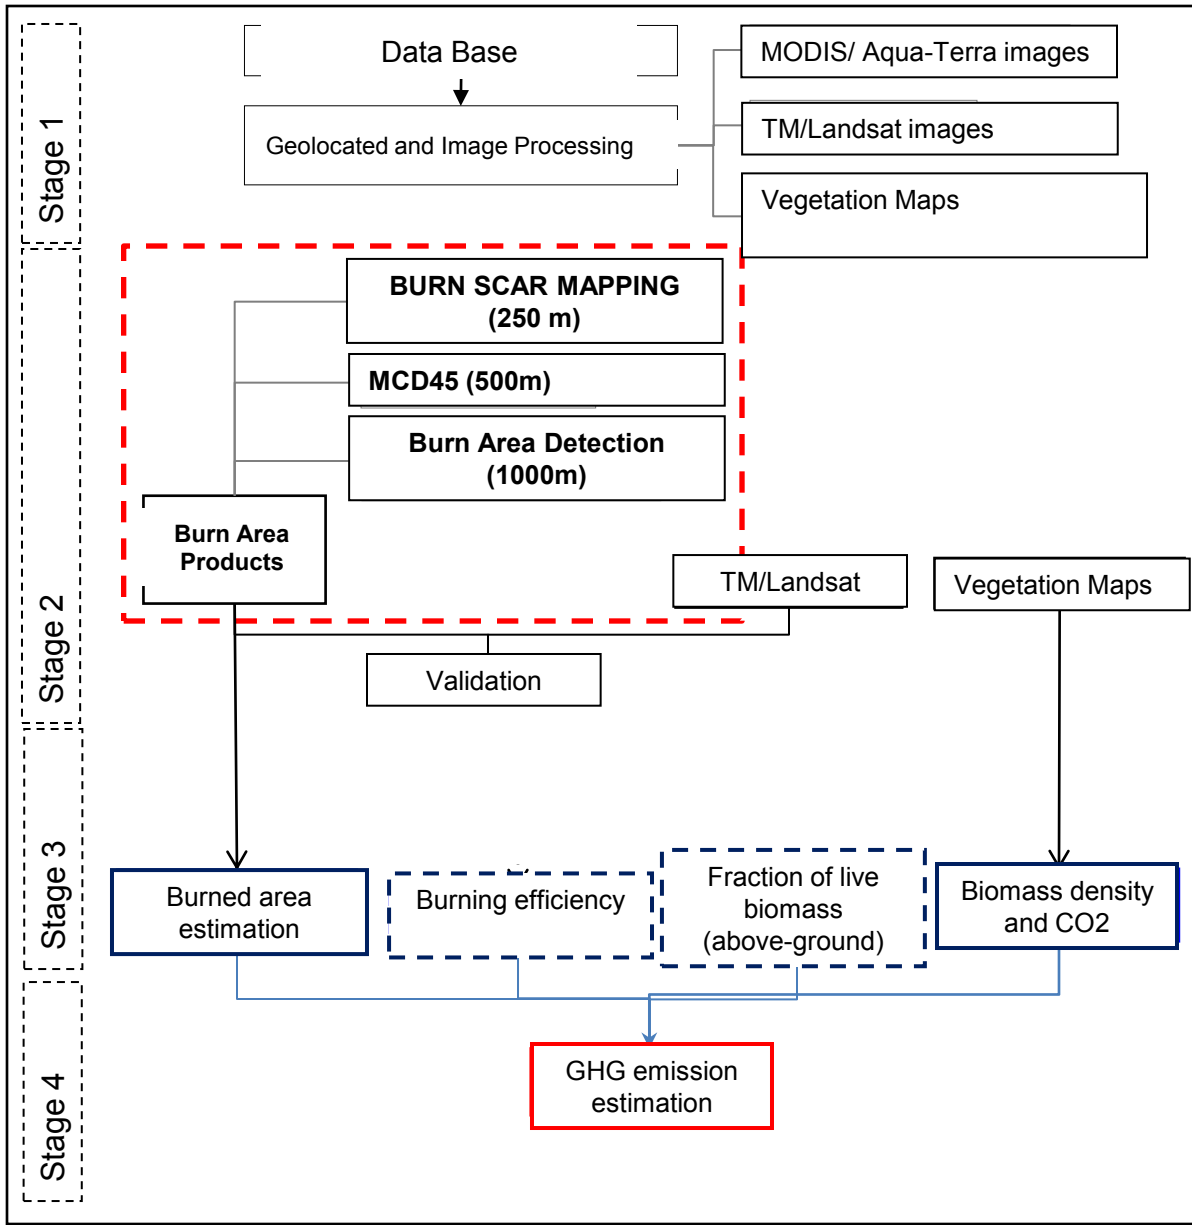 Stage 1
Data Base
Geolocated and Image Processing
MODIS/ Aqua-Terra images
TM/Landsat images
Vegetation Maps
Stage 2
BURN SCAR MAPPING
(250 m)
MCD45 (500m)
Burn Area Detection
(1000m)
Burn Area
Products
TM/Landsat
Vegetation Maps
Validation
Stage 3
Burned area
estimation
Burning efficiency
Fraction of live
biomass
(above-ground)
Biomass density
and CO2
Stage 4
GHG emission
estimation